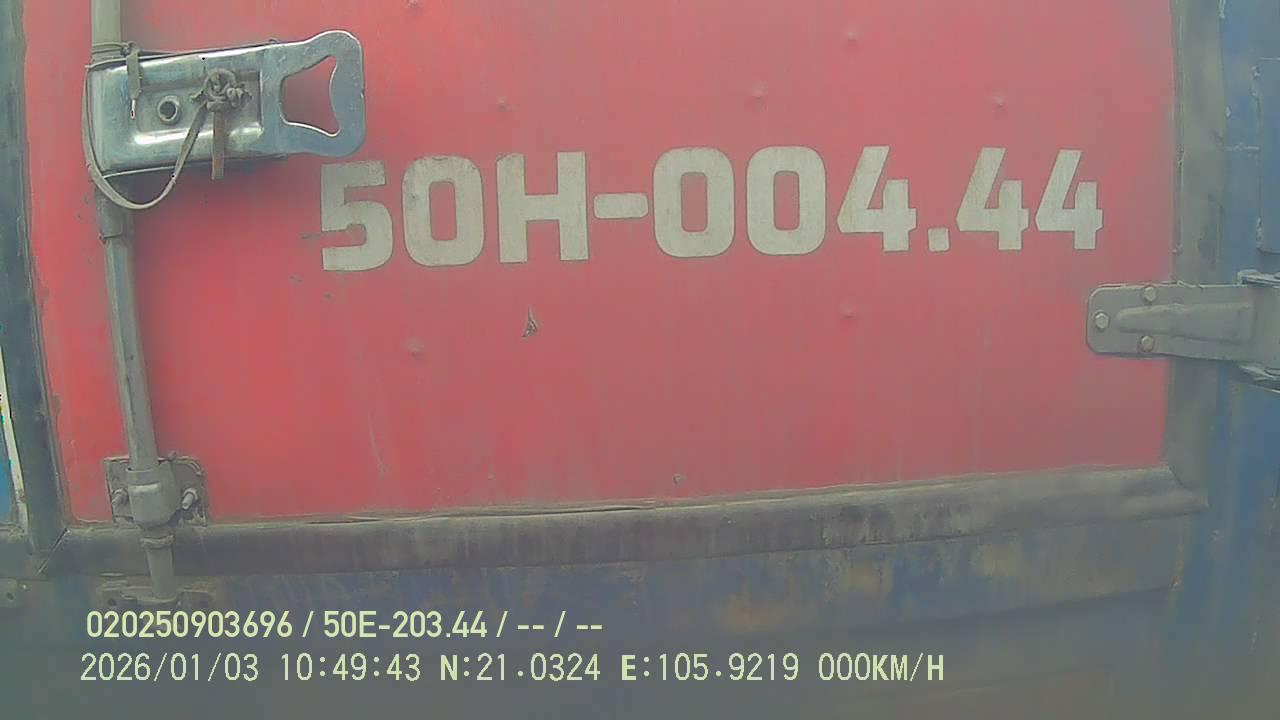 50H-004.44
020250903696 / 50E-203.44 / -- / --
2026/01/03 10:49:43 N:21.0324 E:105.9219 000KM/H